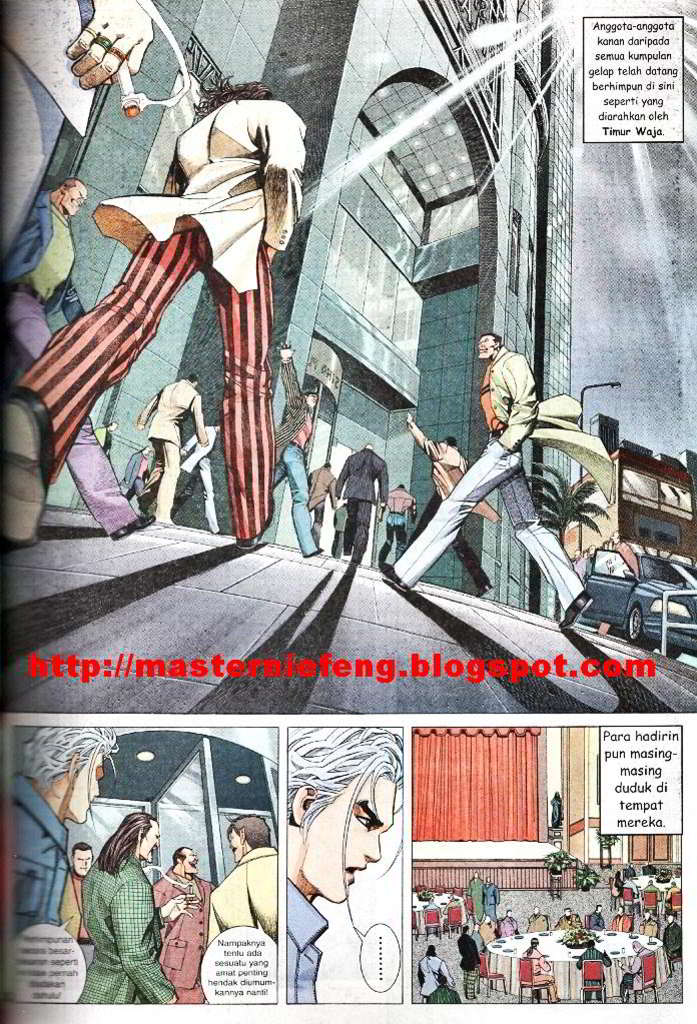 Anggota-anggota
kanan daripada
semua kumpulan
gelap telah datang
berhimpun di sini
seperti yang
diarahkan oleh
Timur Waja.
http://masterniefeng.blogspot.com
Nampaknya
tentu ada
sesuatu yang
amat penting
hendak diumum-
kannya nanti!
Para hadirin
pun masing-
masing
duduk di
tempat
mereka.